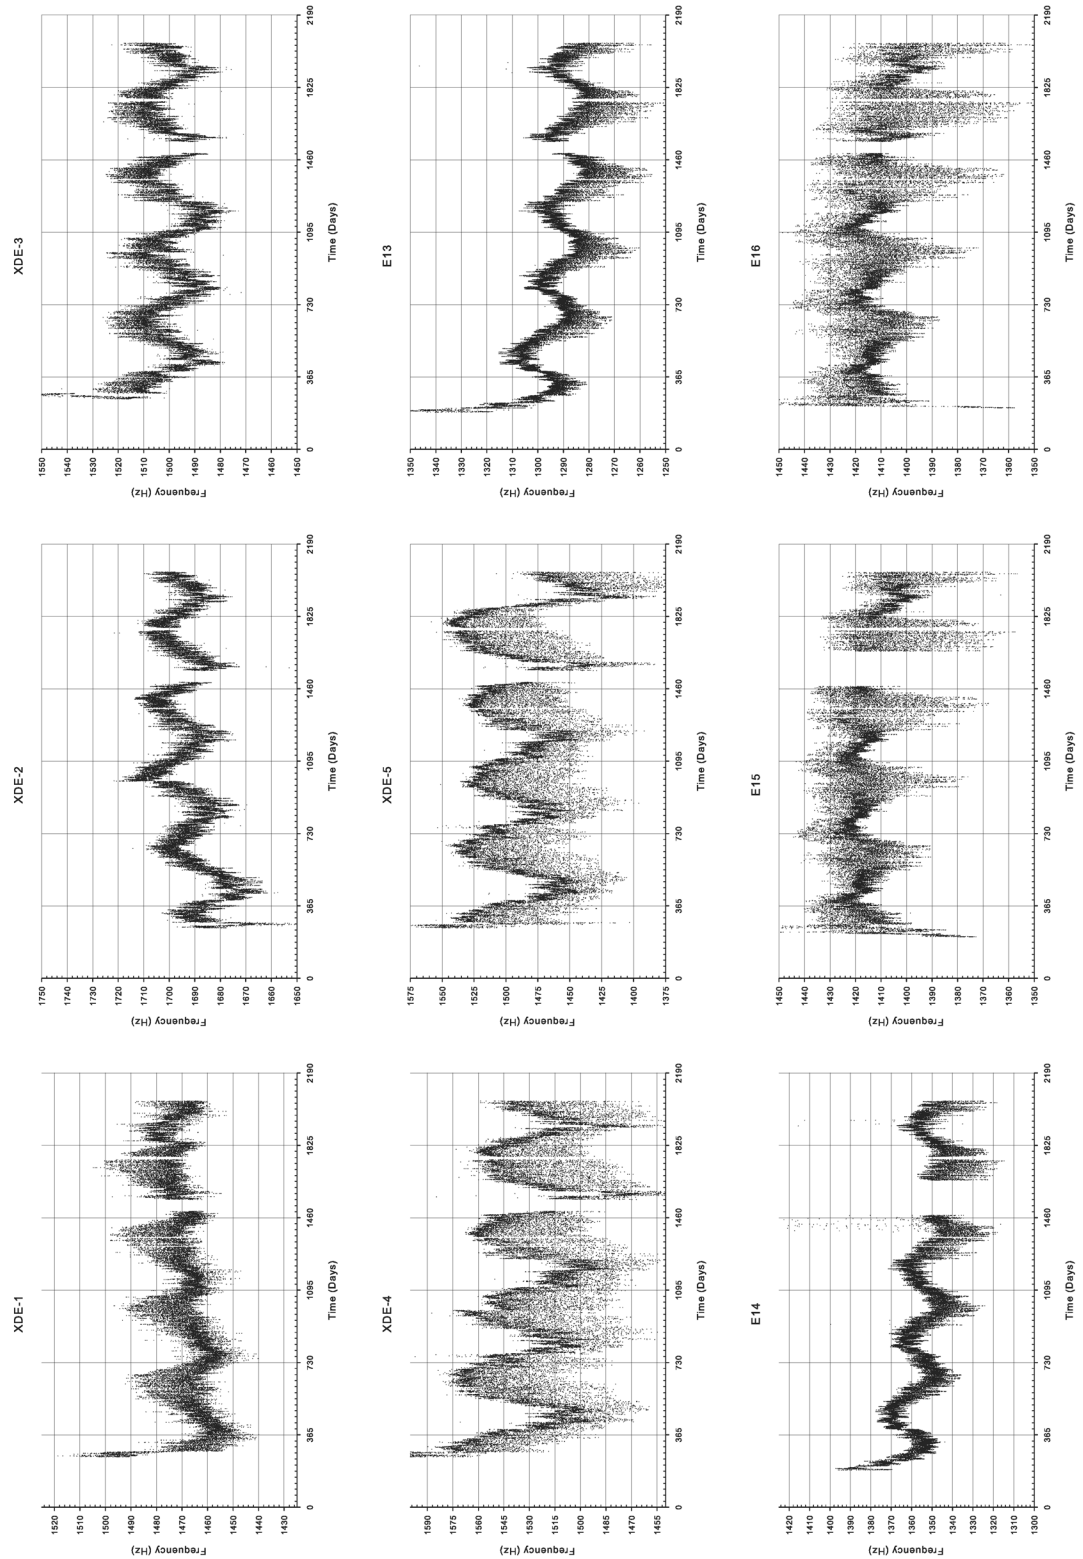 XDE-1
Frequency (Hz)
1520
1510
1500
1490
1480
1470
1460
1450
1440
1430
0 365 730 1095 1460 1825 2190
Time (Days)
XDE-2
Frequency (Hz)
1750
1740
1730
1720
1710
1700
1690
1680
1670
1660
1650
0 365 730 1095 1460 1825 2190
Time (Days)
XDE-3
Frequency (Hz)
1550
1540
1530
1520
1510
1500
1490
1480
1470
1460
1450
0 365 730 1095 1460 1825 2190
Time (Days)
XDE-4
Frequency (Hz)
1590
1575
1560
1545
1530
1515
1500
1485
1470
1455
0 365 730 1095 1460 1825 2190
Time (Days)
XDE-5
Frequency (Hz)
1575
1550
1525
1500
1475
1450
1425
1400
1375
0 365 730 1095 1460 1825 2190
Time (Days)
E13
Frequency (Hz)
1350
1340
1330
1320
1310
1300
1290
1280
1270
1260
1250
0 365 730 1095 1460 1825 2190
Time (Days)
E14
Frequency (Hz)
1420
1410
1400
1390
1380
1370
1360
1350
1340
1330
1320
1310
1300
0 365 730 1095 1460 1825 2190
Time (Days)
E15
Frequency (Hz)
1450
1440
1430
1420
1410
1400
1390
1380
1370
1360
1350
0 365 730 1095 1460 1825 2190
Time (Days)
E16
Frequency (Hz)
1450
1440
1430
1420
1410
1400
1390
1380
1370
1360
1350
0 365 730 1095 1460 1825 2190
Time (Days)